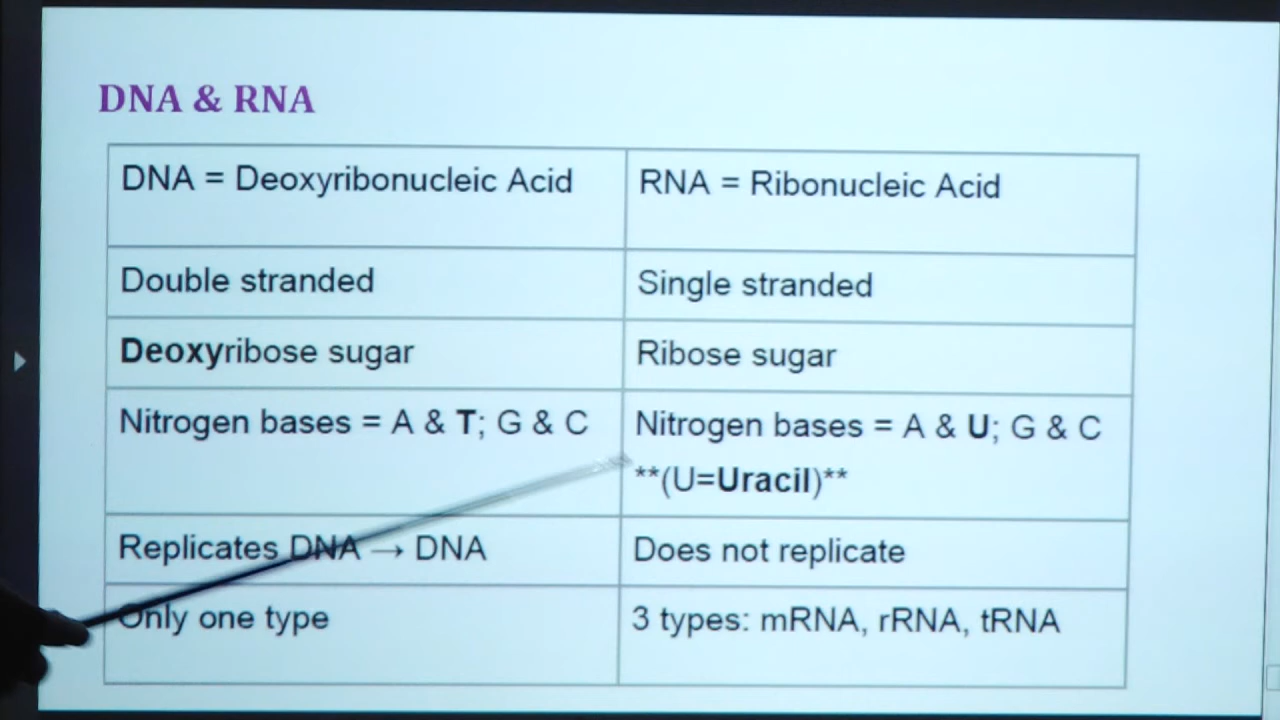 DNA & RNA
DNA = Deoxyribonucleic Acid
RNA = Ribonucleic Acid
Double stranded
Single stranded
Deoxyribose sugar
Ribose sugar
Nitrogen bases = A & T; G & C
Nitrogen bases = A & U; G & C
**(U=Uracil)**
Replicates DNA → DNA
Does not replicate
Only one type
3 types: mRNA, rRNA, tRNA